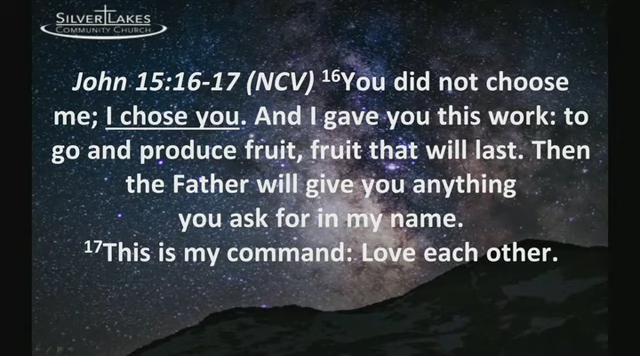 SILVER LAKES
COMMUNITY CHURCH
John 15:16-17 (NCV) ¹⁶You did not choose
me; I chose you. And I gave you this work: to
go and produce fruit, fruit that will last. Then
the Father will give you anything
you ask for in my name.
¹⁷This is my command: Love each other.